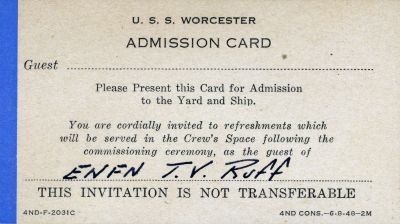 U. S. S. WORCESTER
ADMISSION CARD
Guest
Please Present this Card for Admission
to the Yard and Ship.
You are cordially invited to refreshments which
will be served in the Crew's Space following the
commissioning ceremony, as the guest of
ENFN T.V. Ruff
THIS INVITATION IS NOT TRANSFERABLE
4ND-F-2031C 4ND CONS.-6-8-48-2M